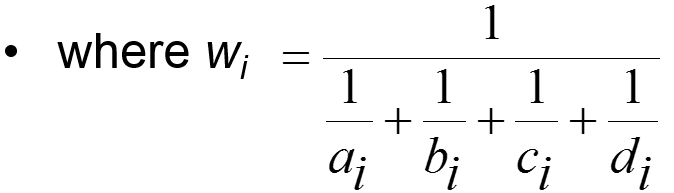 • where wᵢ = 1 / (1/aᵢ + 1/bᵢ + 1/cᵢ + 1/dᵢ)